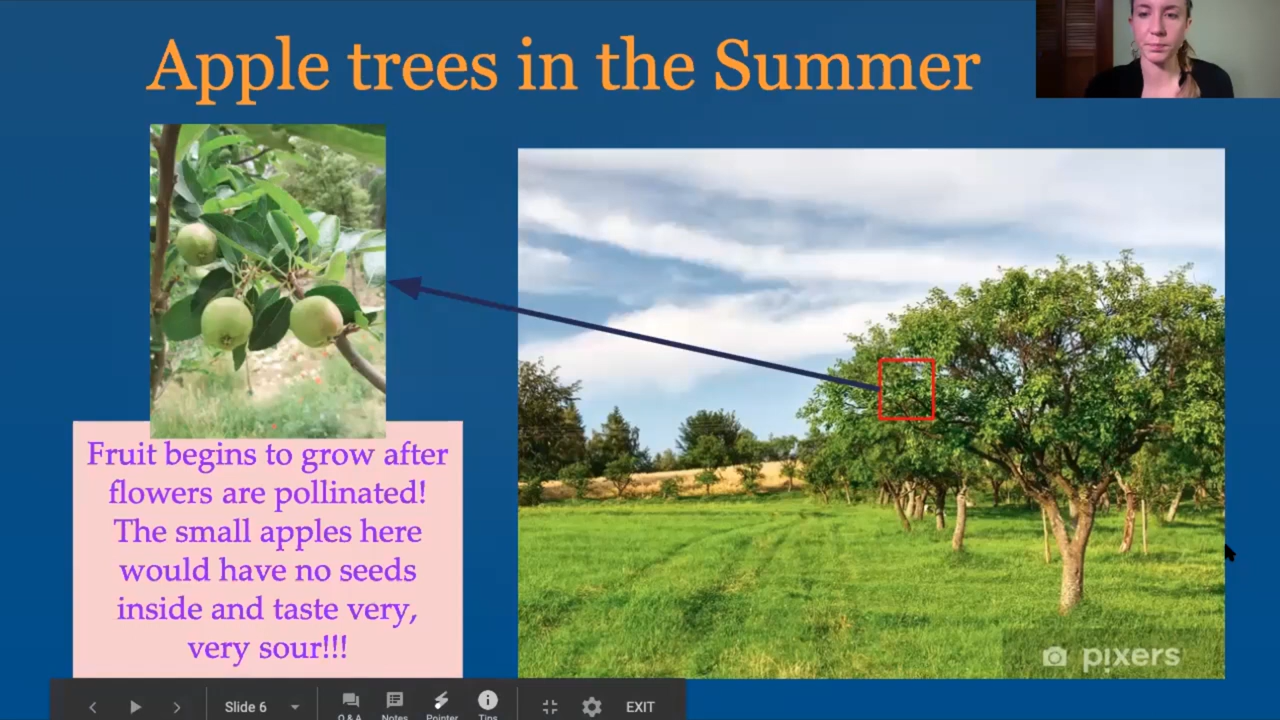 Apple trees in the Summer
Fruit begins to grow after
flowers are pollinated!
The small apples here
would have no seeds
inside and taste very,
very sour!!!
pixers
Slide 6
Q & A
Notes
Pointer
Tips
EXIT